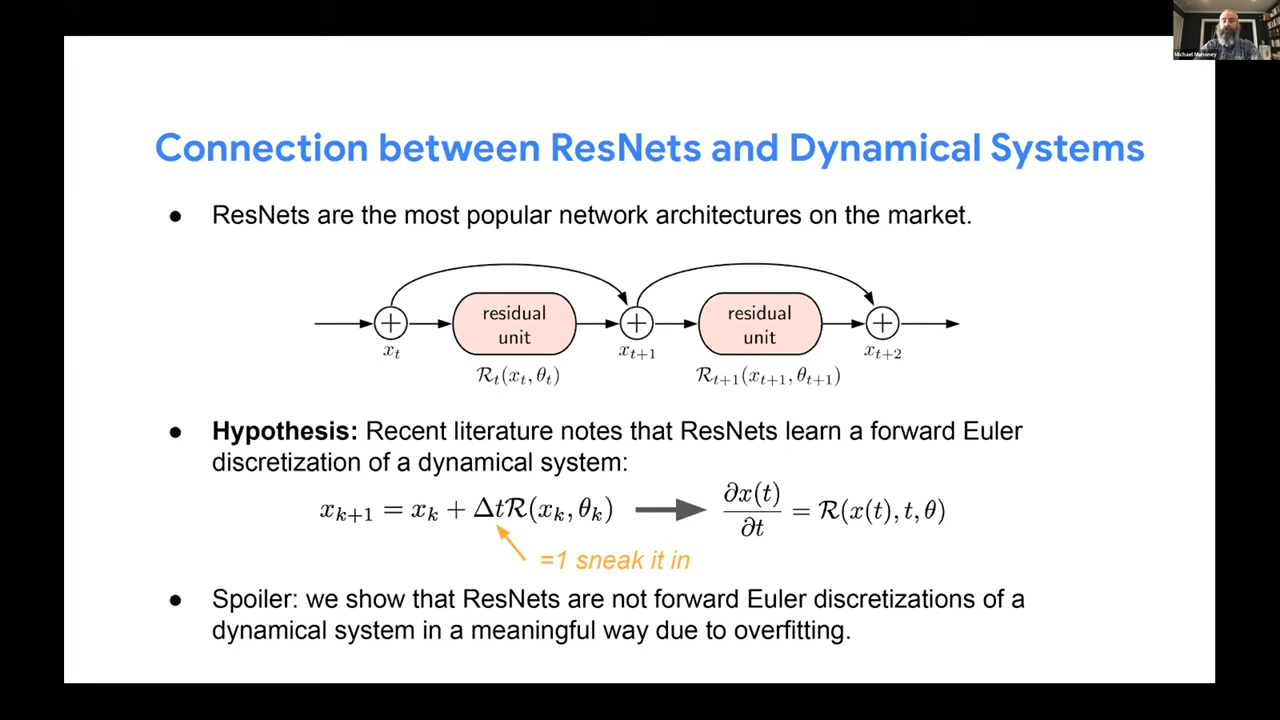 Michael Mahoney
Connection between ResNets and Dynamical Systems
● ResNets are the most popular network architectures on the market.
residual
unit
residual
unit
+ + +
x_t x_{t+1} x_{t+2}
ℛ_t(x_t, θ_t) ℛ_{t+1}(x_{t+1}, θ_{t+1})
● Hypothesis: Recent literature notes that ResNets learn a forward Euler
discretization of a dynamical system:
x_{k+1} = x_k + Δtℛ(x_k, θ_k) ∂x(t)/∂t = ℛ(x(t), t, θ)
=1 sneak it in
● Spoiler: we show that ResNets are not forward Euler discretizations of a
dynamical system in a meaningful way due to overfitting.